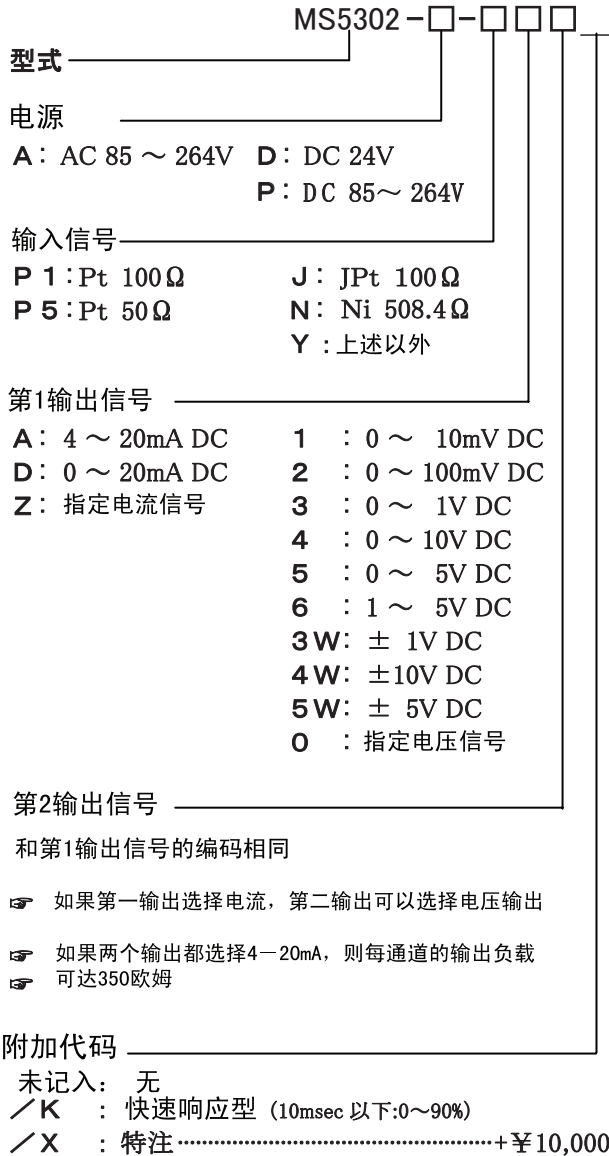 MS5302-□-□□□
型式
电源
A: AC 85 ～ 264V D: DC 24V
P: DC 85～ 264V
输入信号
P 1:Pt 100Ω J: JPt 100Ω
P 5:Pt 50Ω N: Ni 508.4Ω
Y :上述以外
第1输出信号
A: 4 ～ 20mA DC 1 : 0 ～ 10mV DC
D: 0 ～ 20mA DC 2 : 0 ～ 100mV DC
Z: 指定电流信号 3 : 0 ～ 1V DC
4 : 0 ～ 10V DC
5 : 0 ～ 5V DC
6 : 1 ～ 5V DC
3W: ± 1V DC
4W: ±10V DC
5W: ± 5V DC
0 : 指定电压信号
第2输出信号
和第1输出信号的编码相同
☞ 如果第一输出选择电流，第二输出可以选择电压输出
☞ 如果两个输出都选择4－20mA，则每通道的输出负载
☞ 可达350欧姆
附加代码
未记入: 无
／K : 快速响应型 (10msec 以下:0～90%)
／X : 特注………………………………………+￥10,000